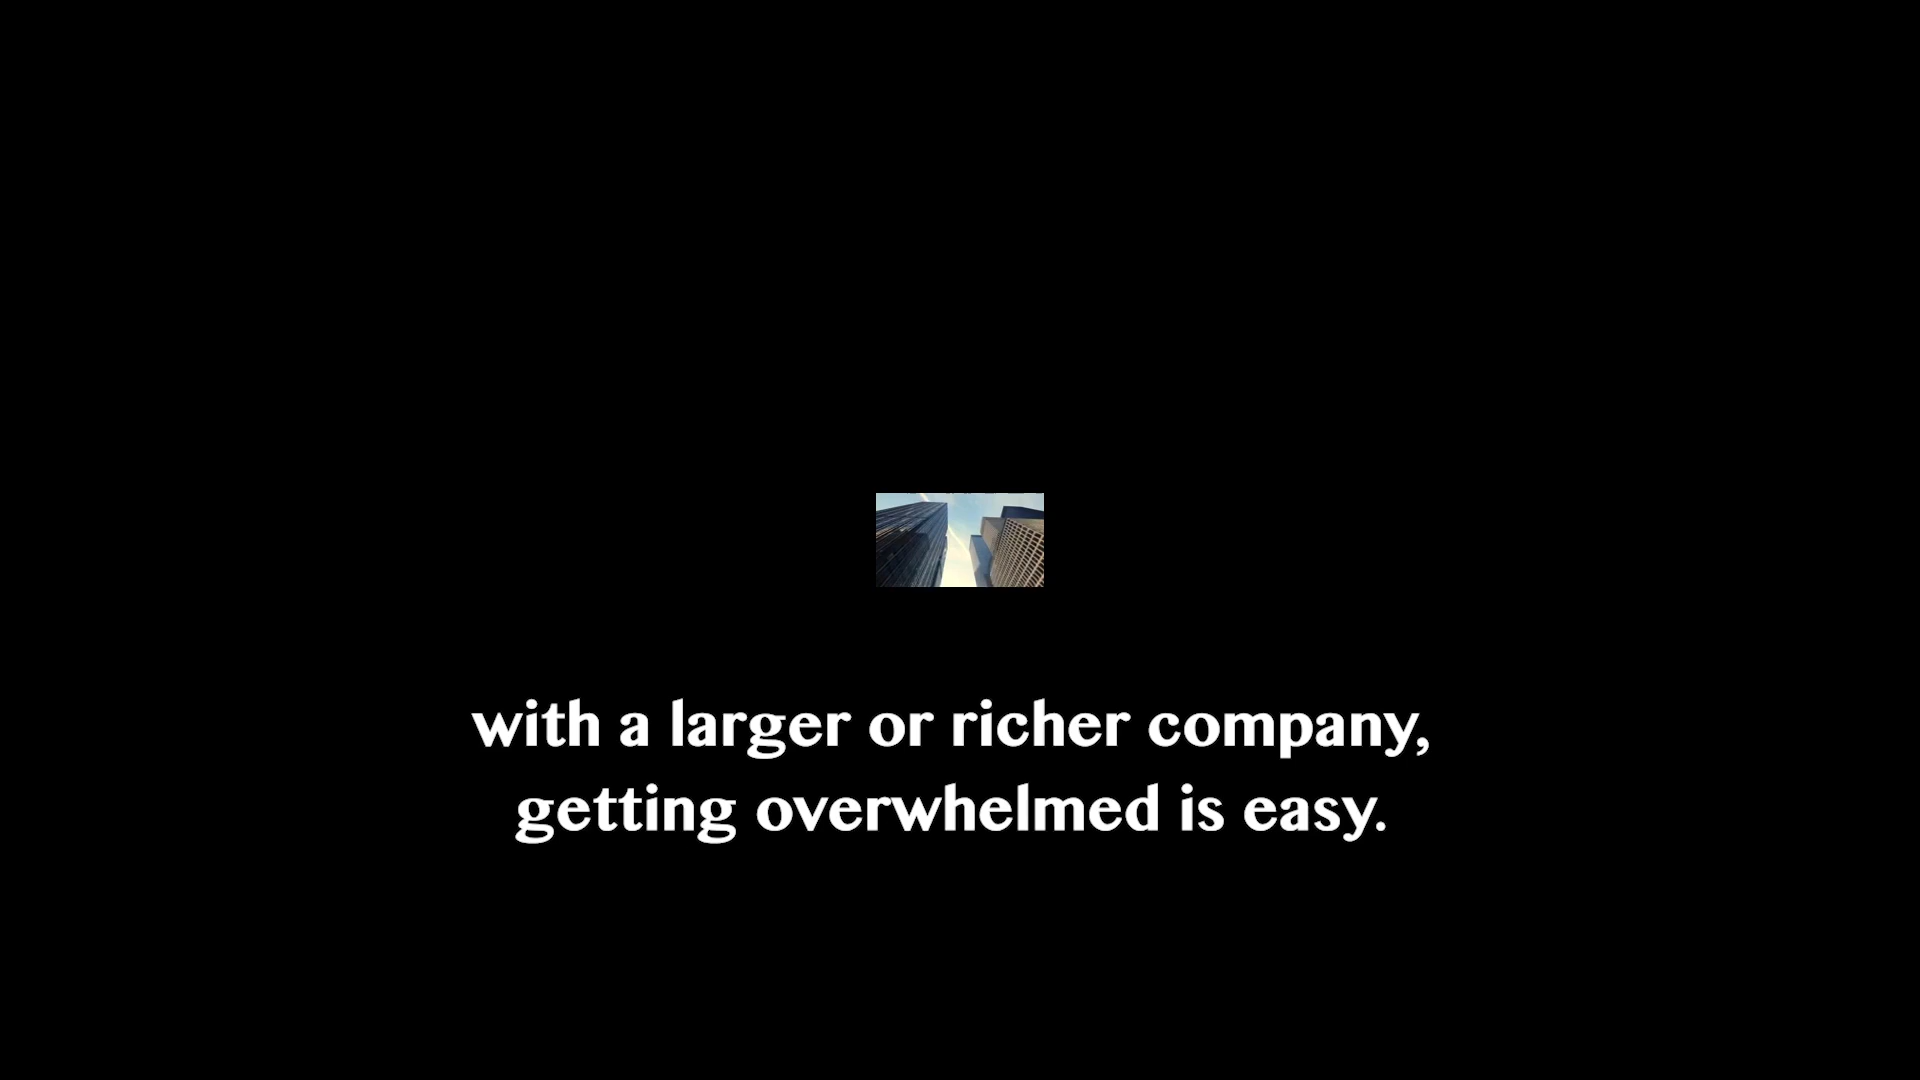 with a larger or richer company,
getting overwhelmed is easy.